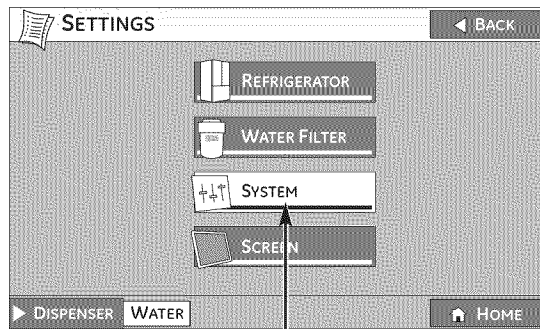 SETTINGS
BACK
REFRIGERATOR
WATER FILTER
SYSTEM
SCREEN
DISPENSER WATER
HOME